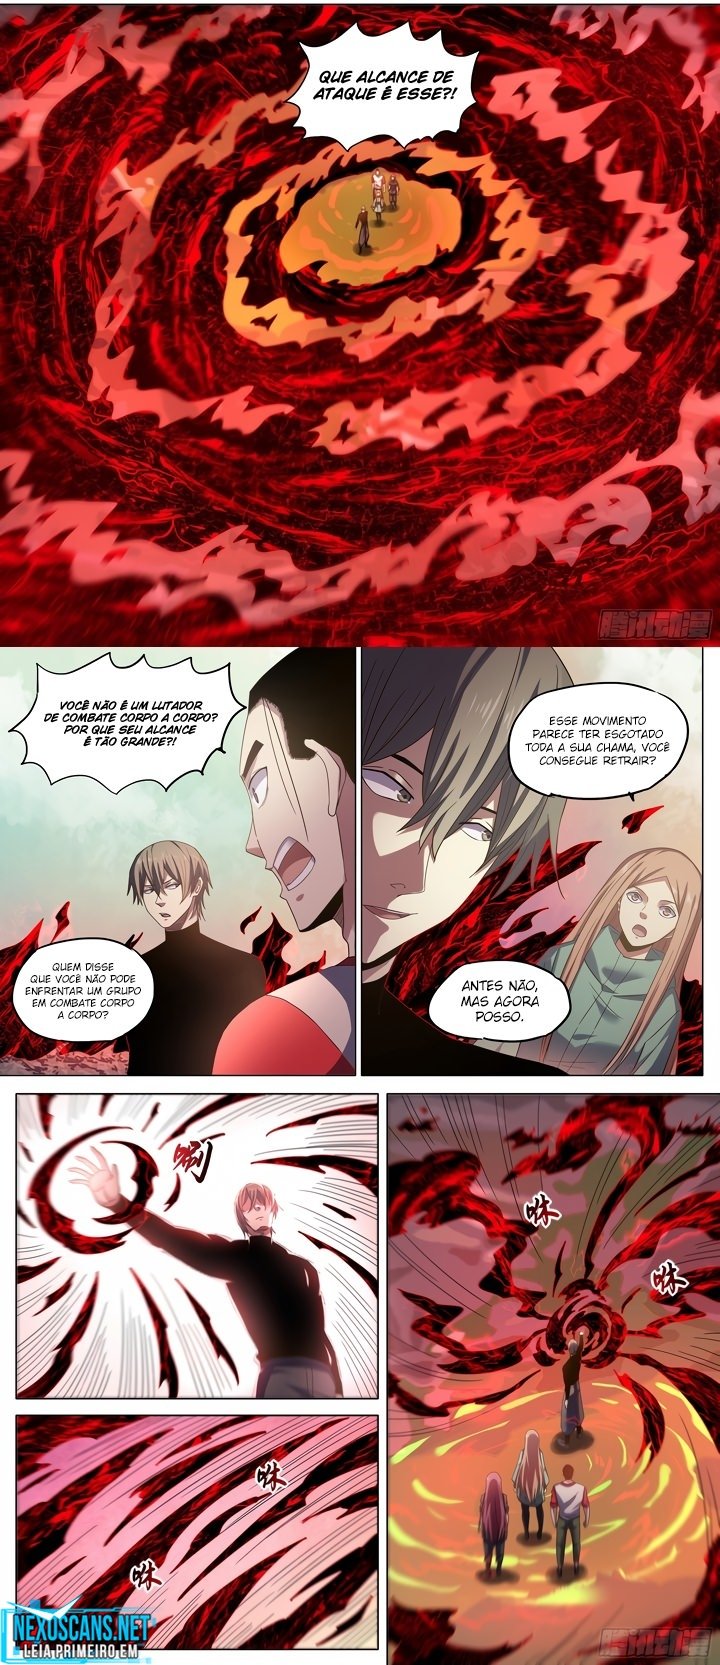 QUE ALCANCE DE
ATAQUE É ESSE?!
腾讯动漫
VOCÊ NÃO É UM LUTADOR
DE COMBATE CORPO A CORPO?
POR QUE SEU ALCANCE
É TÃO GRANDE?!
QUEM DISSE
QUE VOCÊ NÃO PODE
ENFRENTAR UM GRUPO
EM COMBATE CORPO
A CORPO?
ESSE MOVIMENTO
PARECE TER ESGOTADO
TODA A SUA CHAMA, VOCÊ
CONSEGUE RETRAIR?
ANTES NÃO,
MAS AGORA
POSSO.
唰
咻
咻
咻
咻
NEXOSCANS.NET
LEIA PRIMEIRO EM
腾讯动漫